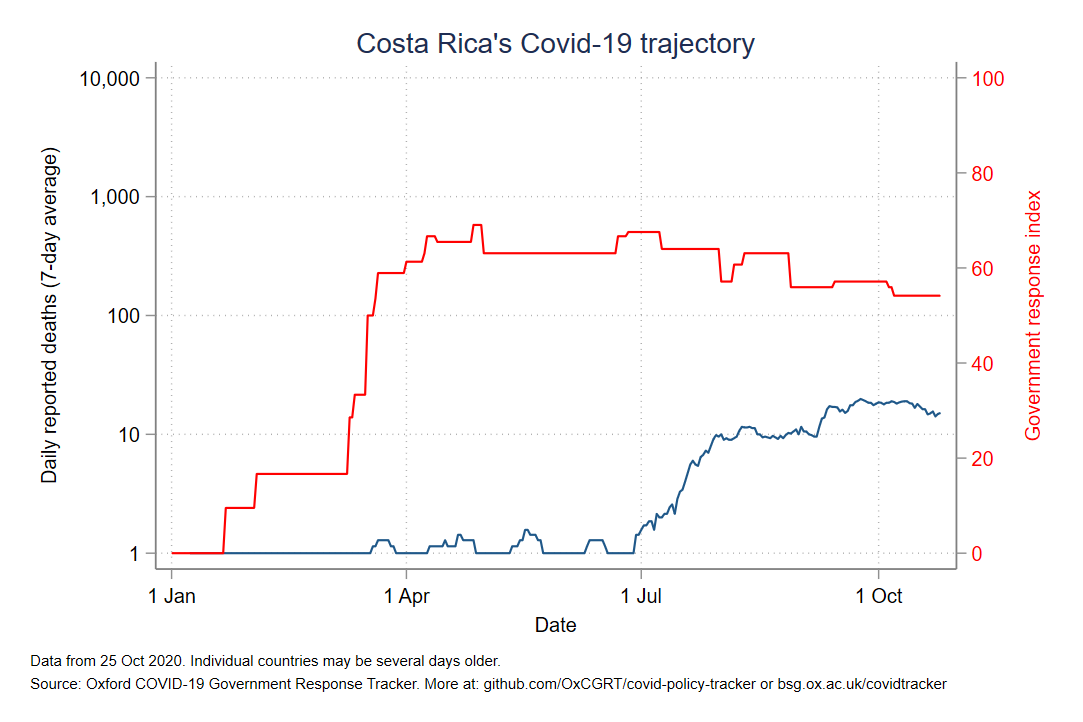 Costa Rica's Covid-19 trajectory
Daily reported deaths (7-day average)
10,000
1,000
100
10
1
100
80
60
40
20
0
Government response index
1 Jan
1 Apr
1 Jul
1 Oct
Date
Data from 25 Oct 2020. Individual countries may be several days older.
Source: Oxford COVID-19 Government Response Tracker. More at: github.com/OxCGRT/covid-policy-tracker or bsg.ox.ac.uk/covidtracker